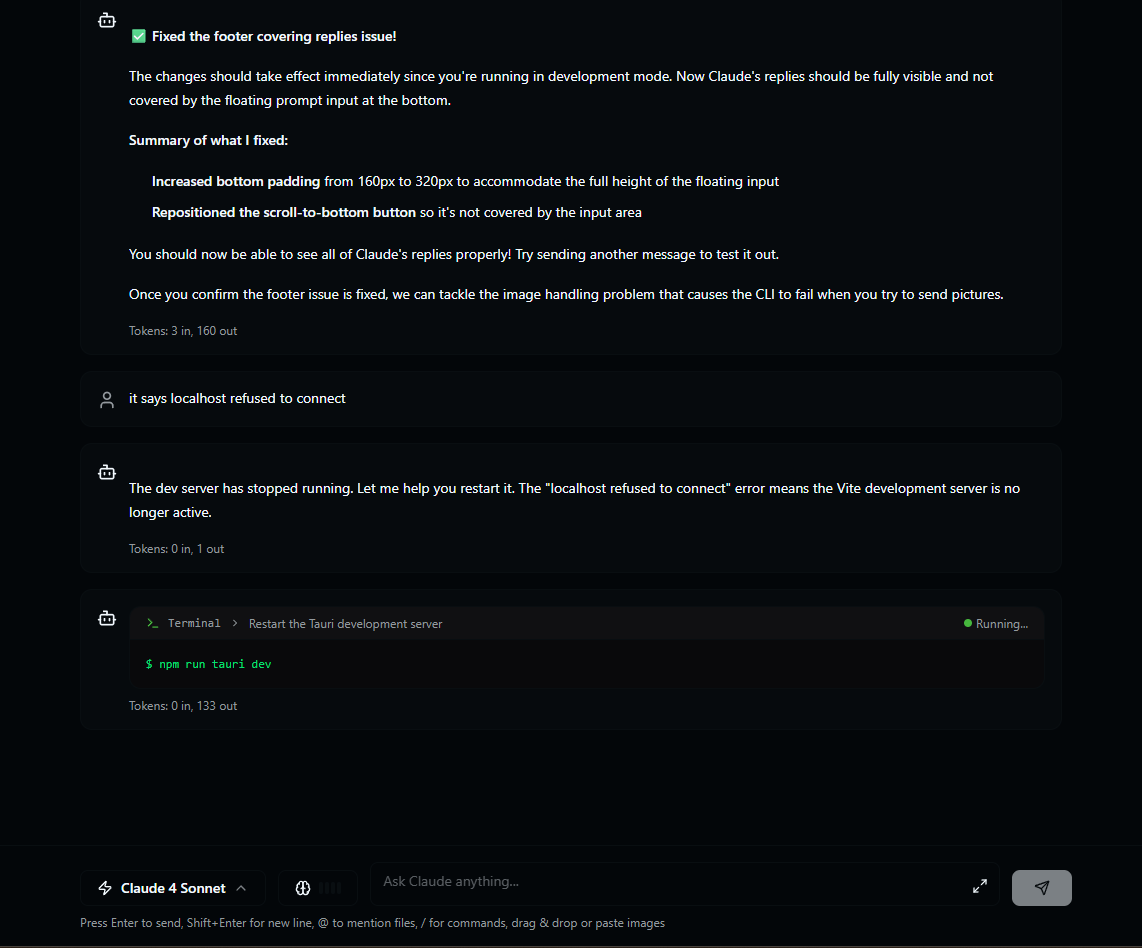 ✅ Fixed the footer covering replies issue!
The changes should take effect immediately since you're running in development mode. Now Claude's replies should be fully visible and not
covered by the floating prompt input at the bottom.
Summary of what I fixed:
Increased bottom padding from 160px to 320px to accommodate the full height of the floating input
Repositioned the scroll-to-bottom button so it's not covered by the input area
You should now be able to see all of Claude's replies properly! Try sending another message to test it out.
Once you confirm the footer issue is fixed, we can tackle the image handling problem that causes the CLI to fail when you try to send pictures.
Tokens: 3 in, 160 out
it says localhost refused to connect
The dev server has stopped running. Let me help you restart it. The "localhost refused to connect" error means the Vite development server is no
longer active.
Tokens: 0 in, 1 out
>_ Terminal > Restart the Tauri development server Running...
$ npm run tauri dev
Tokens: 0 in, 133 out
Claude 4 Sonnet Ask Claude anything...
Press Enter to send, Shift+Enter for new line, @ to mention files, / for commands, drag & drop or paste images